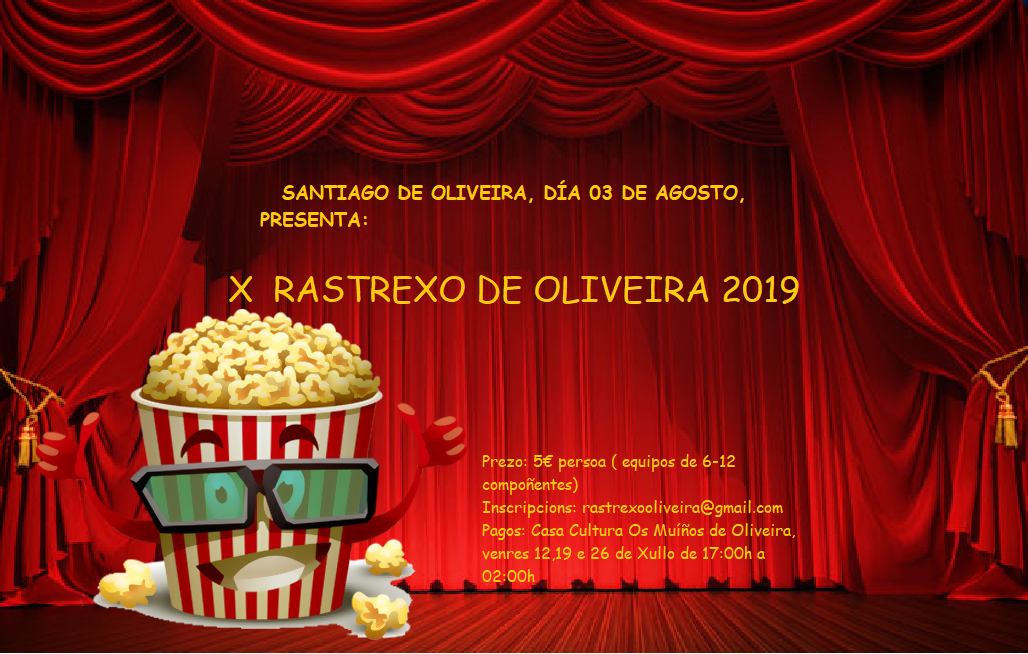 SANTIAGO DE OLIVEIRA, DÍA 03 DE AGOSTO,
PRESENTA:
X RASTREXO DE OLIVEIRA 2019
Prezo: 5€ persoa ( equipos de 6-12
compoñentes)
Inscripcions: rastrexooliveira@gmail.com
Pagos: Casa Cultura Os Muíños de Oliveira,
venres 12,19 e 26 de Xullo de 17:00h a
02:00h